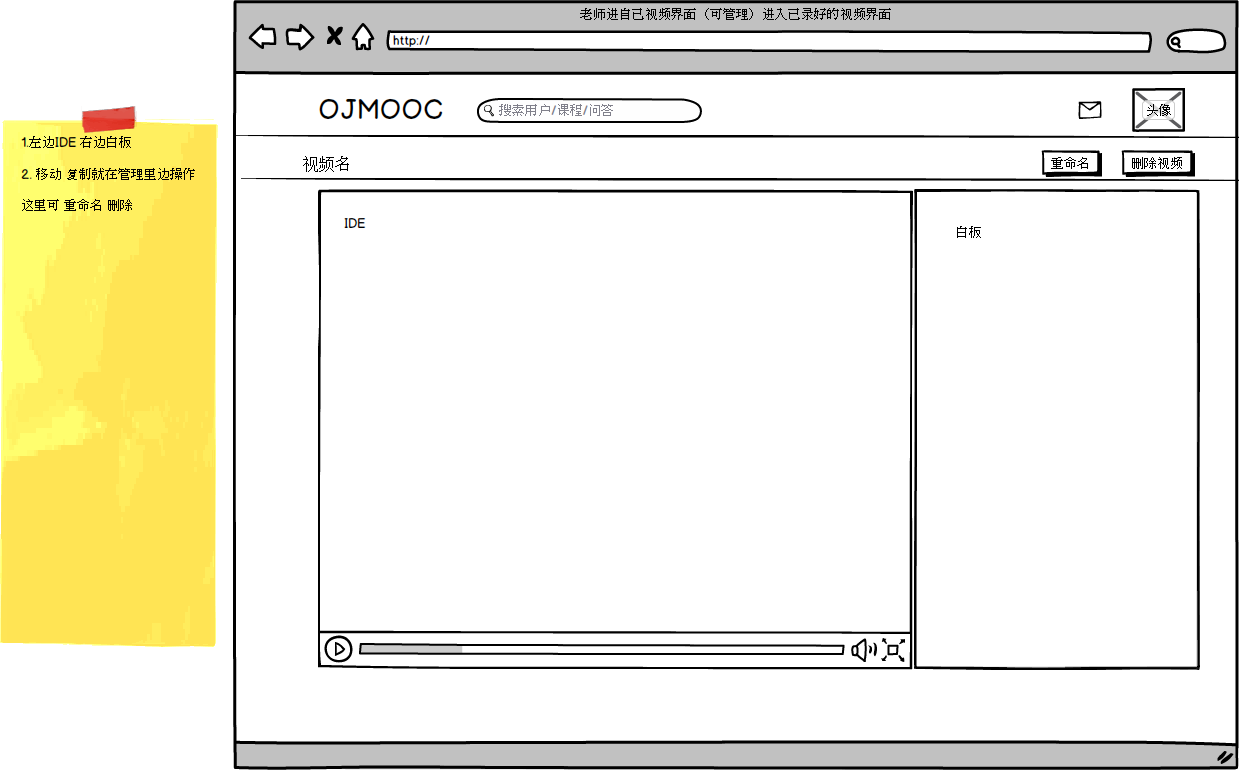 老师进自己视频界面（可管理）进入已录好的视频界面
http://
OJMOOC
搜索用户/课程/问答
头像
视频名
重命名
删除视频
IDE
白板
1.左边IDE 右边白板
2. 移动 复制就在管理里边操作
这里可 重命名 删除